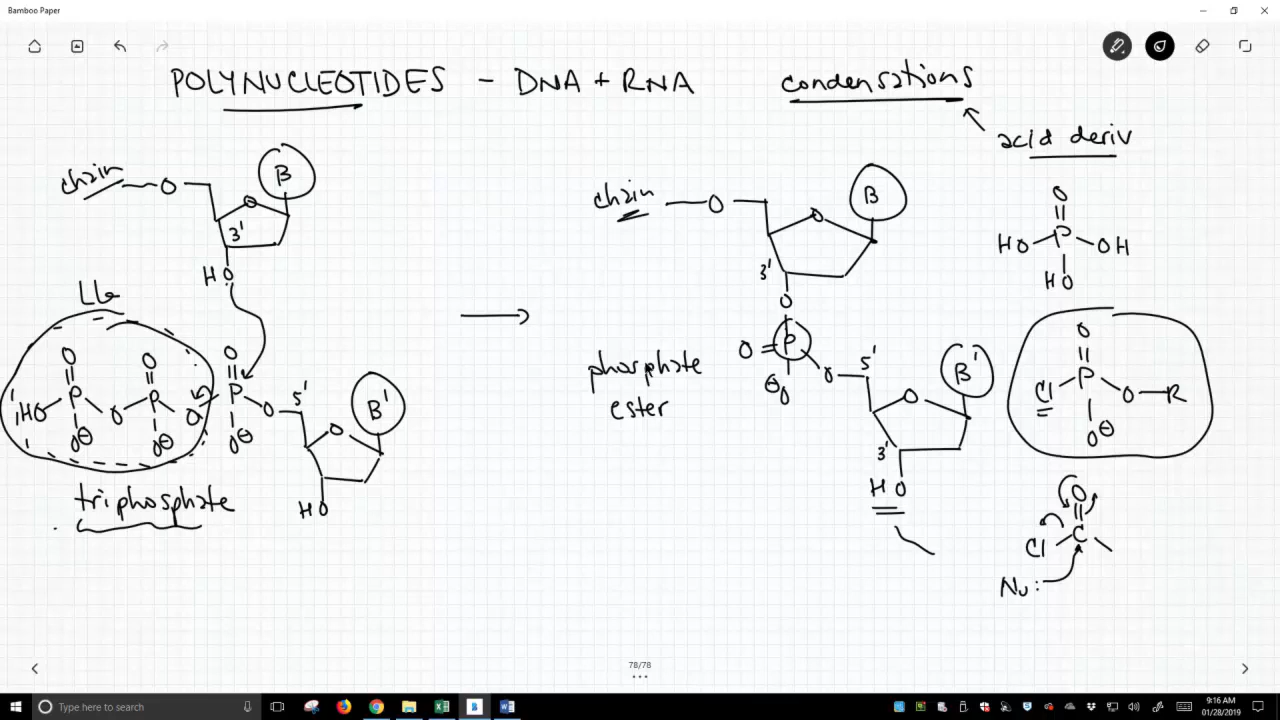 Bamboo Paper
POLYNUCLEOTIDES - DNA + RNA
condensations
acid deriv
chain
O
B
O
3'
HO
LG
O
O
O
HO
P
O
P
O
P
O
5'
B'
O⊖
O⊖
O⊖
O
HO
triphosphate
chain
O
B
O
3'
O
O
P
O
5'
⊖O
B'
O
3'
HO
phosphate
ester
O
HO
P
OH
HO
O
Cl
P
O
R
O⊖
O
Cl
C
Nu:
78/78
Type here to search
9:16 AM
01/28/2019